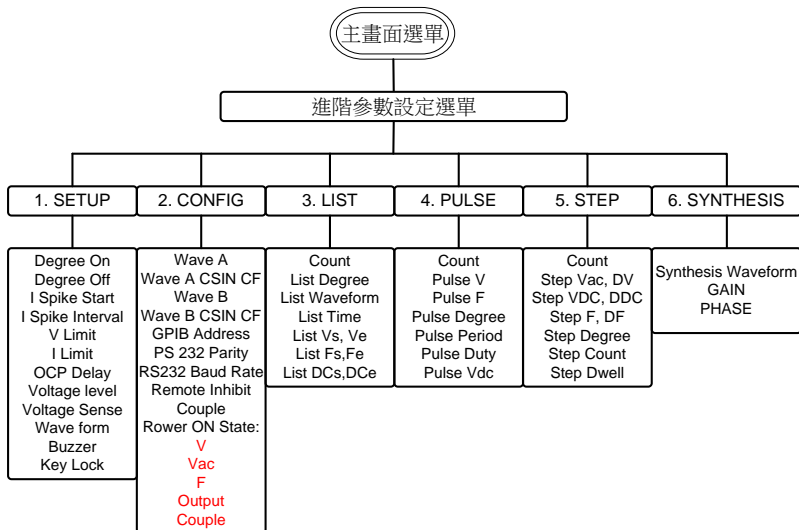 主畫面選單
進階參數設定選單
1. SETUP
2. CONFIG
3. LIST
4. PULSE
5. STEP
6. SYNTHESIS
Degree On
Degree Off
I Spike Start
I Spike Interval
V Limit
I Limit
OCP Delay
Voltage level
Voltage Sense
Wave form
Buzzer
Key Lock
Wave A
Wave A CSIN CF
Wave B
Wave B CSIN CF
GPIB Address
PS 232 Parity
RS232 Baud Rate
Remote Inhibit
Couple
Rower ON State:
V
Vac
F
Output
Couple
Count
List Degree
List Waveform
List Time
List Vs, Ve
List Fs,Fe
List DCs,DCe
Count
Pulse V
Pulse F
Pulse Degree
Pulse Period
Pulse Duty
Pulse Vdc
Count
Step Vac, DV
Step VDC, DDC
Step F, DF
Step Degree
Step Count
Step Dwell
Synthesis Waveform
GAIN
PHASE